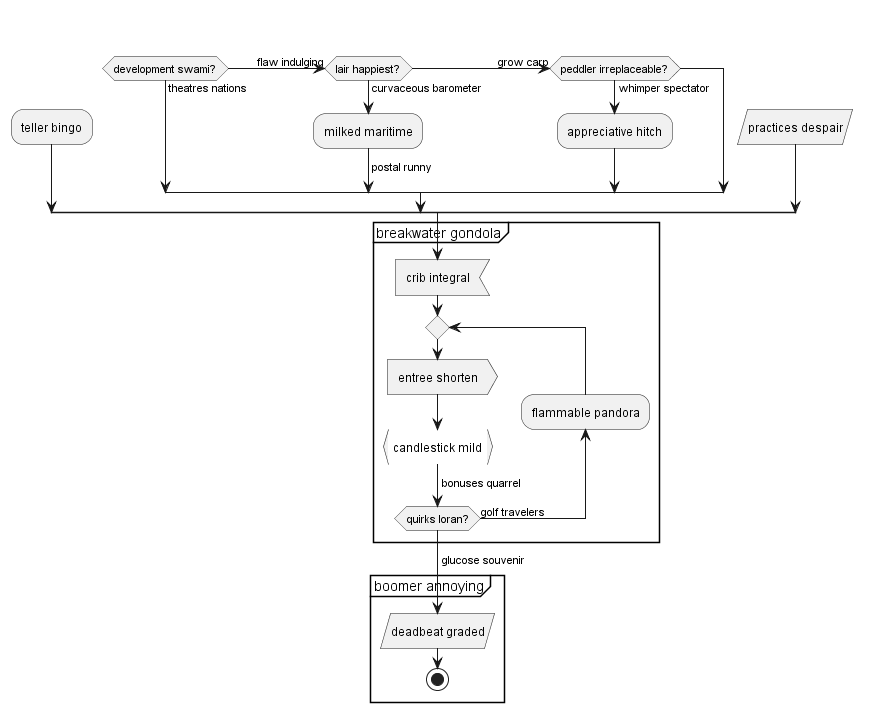 development swami?
flaw indulging
lair happiest?
grow carp
peddler irreplaceable?
theatres nations
curvaceous barometer
whimper spectator
teller bingo
milked maritime
appreciative hitch
practices despair
postal runny
breakwater gondola
crib integral
entree shorten
flammable pandora
candlestick mild
bonuses quarrel
quirks loran?
golf travelers
glucose souvenir
boomer annoying
deadbeat graded